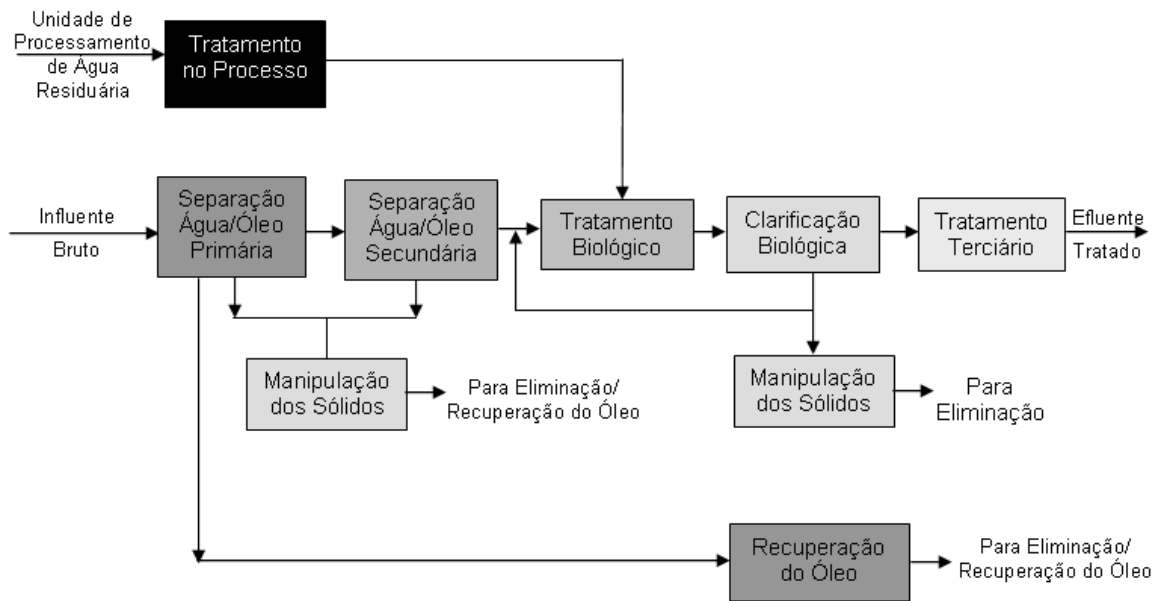 Unidade de
Processamento
de Água
Residuária
Tratamento
no Processo
Influente
Bruto
Separação
Água/Óleo
Primária
Separação
Água/Óleo
Secundária
Tratamento
Biológico
Clarificação
Biológica
Tratamento
Terciário
Efluente
Tratado
Manipulação
dos Sólidos
Para Eliminação/
Recuperação do Óleo
Manipulação
dos Sólidos
Para
Eliminação
Recuperação
do Óleo
Para Eliminação/
Recuperação do Óleo